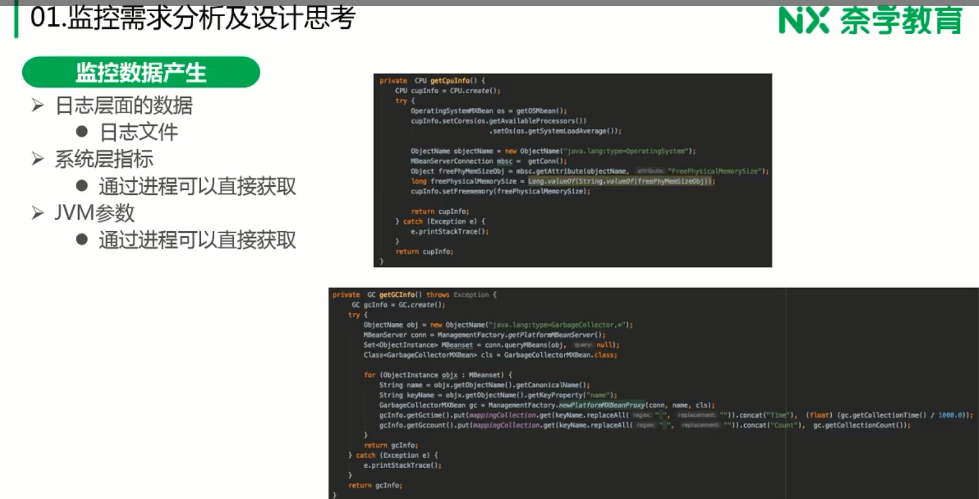 01.监控需求分析及设计思考
NX 奈学教育
监控数据产生
➢ 日志层面的数据
● 日志文件
➢ 系统层指标
● 通过进程可以直接获取
➢ JVM参数
● 通过进程可以直接获取
private CPU getCpuInfo() {
CPU cupInfo = CPU.create();
try {
OperatingSystemMXBean os = getOSMbean();
cupInfo.setCores(os.getAvailableProcessors())
.setOs(os.getSystemLoadAverage());
ObjectName objectName = new ObjectName("java.lang:type=OperatingSystem");
MBeanServerConnection mbsc = getConn();
Object freePhyMemSizeObj = mbsc.getAttribute(objectName, attribute: "FreePhysicalMemorySize");
long freePhysicalMemorySize = Long.valueOf(String.valueOf(freePhyMemSizeObj));
cupInfo.setFreememory(freePhysicalMemorySize);
return cupInfo;
} catch (Exception e) {
e.printStackTrace();
}
return cupInfo;
}
private GC getGCInfo() throws Exception {
GC gcInfo = GC.create();
try {
ObjectName obj = new ObjectName("java.lang:type=GarbageCollector,*");
MBeanServer conn = ManagementFactory.getPlatformMBeanServer();
Set<ObjectInstance> MBeanset = conn.queryMBeans(obj, query: null);
Class<GarbageCollectorMXBean> cls = GarbageCollectorMXBean.class;
for (ObjectInstance objx : MBeanset) {
String name = objx.getObjectName().getCanonicalName();
String keyName = objx.getObjectName().getKeyProperty("name");
GarbageCollectorMXBean gc = ManagementFactory.newPlatformMXBeanProxy(conn, name, cls);
gcInfo.getGctime().put(mappingCollection.get(keyName.replaceAll( regex: " ", replacement: "")).concat("Time"), (float) (gc.getCollectionTime() / 1000.0));
gcInfo.getGccount().put(mappingCollection.get(keyName.replaceAll( regex: " ", replacement: "")).concat("Count"), gc.getCollectionCount());
}
return gcInfo;
} catch (Exception e) {
e.printStackTrace();
}
return gcInfo;
}